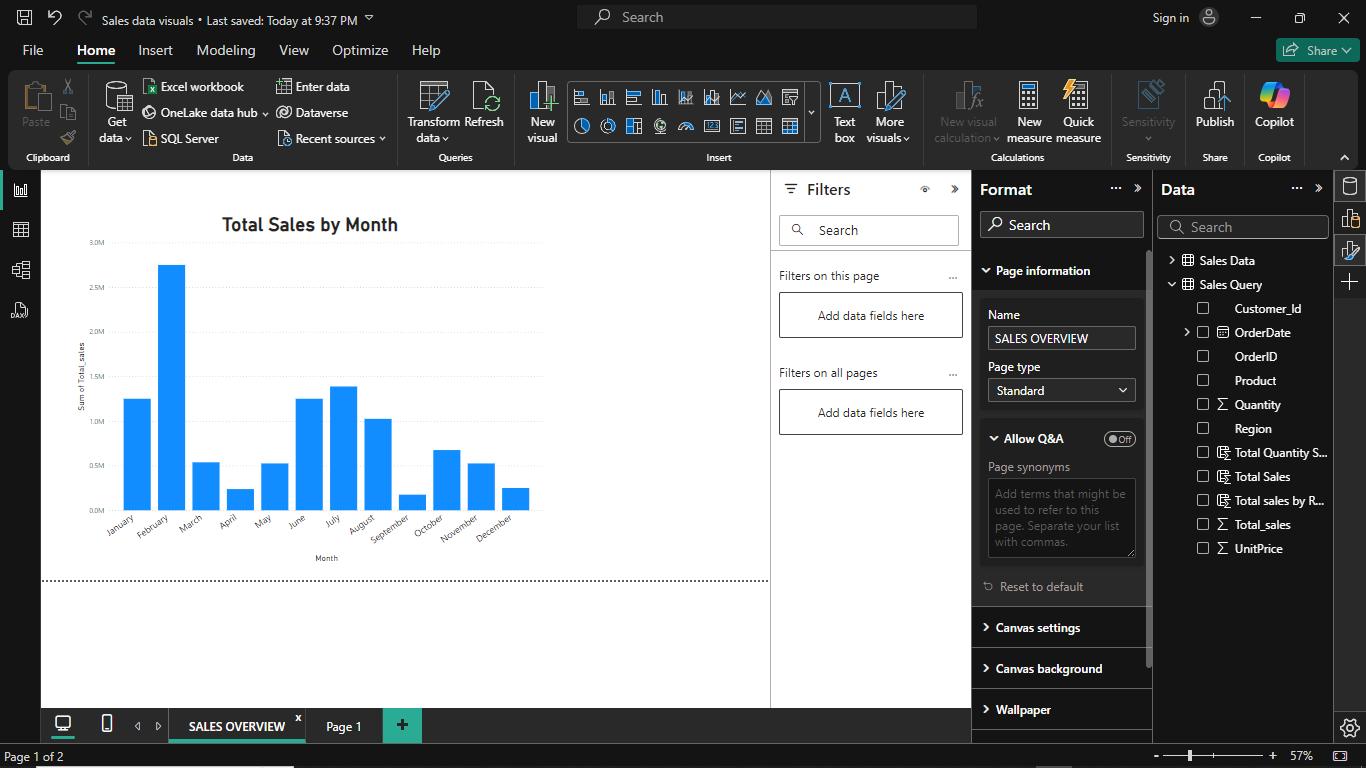 Sales data visuals • Last saved: Today at 9:37 PM
Search
Sign in
File
Home
Insert
Modeling
View
Optimize
Help
Share
Paste
Clipboard
Get data
Excel workbook
OneLake data hub
SQL Server
Enter data
Dataverse
Recent sources
Data
Transform data
Refresh
Queries
New visual
Text box
More visuals
Insert
New visual calculation
New measure
Quick measure
Calculations
Sensitivity
Sensitivity
Publish
Share
Copilot
Copilot
Total Sales by Month
3.0M
2.5M
2.0M
1.5M
1.0M
0.5M
0.0M
Sum of Total_sales
January
February
March
April
May
June
July
August
September
October
November
December
Month
Filters
Search
Filters on this page
...
Add data fields here
Filters on all pages
...
Add data fields here
Format
...
Search
Page information
Name
SALES OVERVIEW
Page type
Standard
Allow Q&A
Off
Page synonyms
Add terms that might be
used to refer to this
page. Separate your list
with commas.
Reset to default
Canvas settings
Canvas background
Wallpaper
Data
...
Search
Sales Data
Sales Query
Customer_Id
OrderDate
OrderID
Product
Quantity
Region
Total Quantity S...
Total Sales
Total sales by R...
Total_sales
UnitPrice
DAX
SALES OVERVIEW
x
Page 1
+
Page 1 of 2
- + 57%